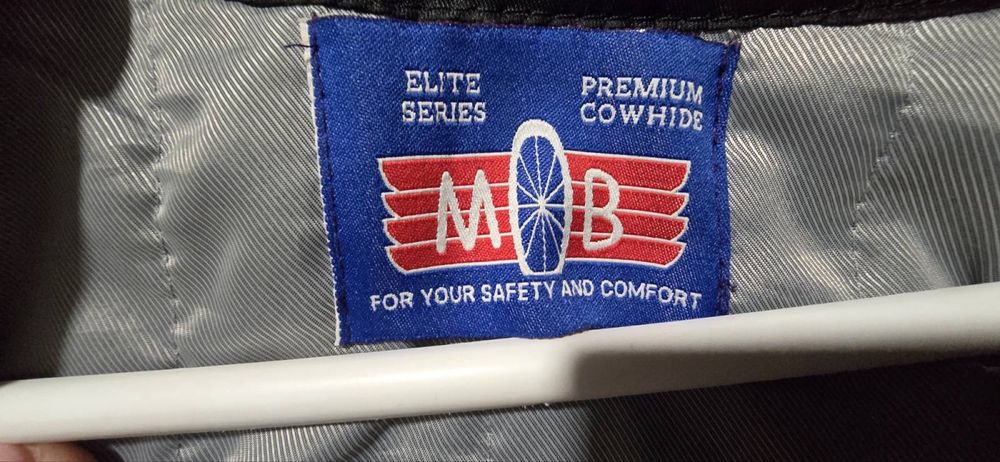 ELITE
SERIES
PREMIUM
COWHIDE
M B
FOR YOUR SAFETY AND COMFORT